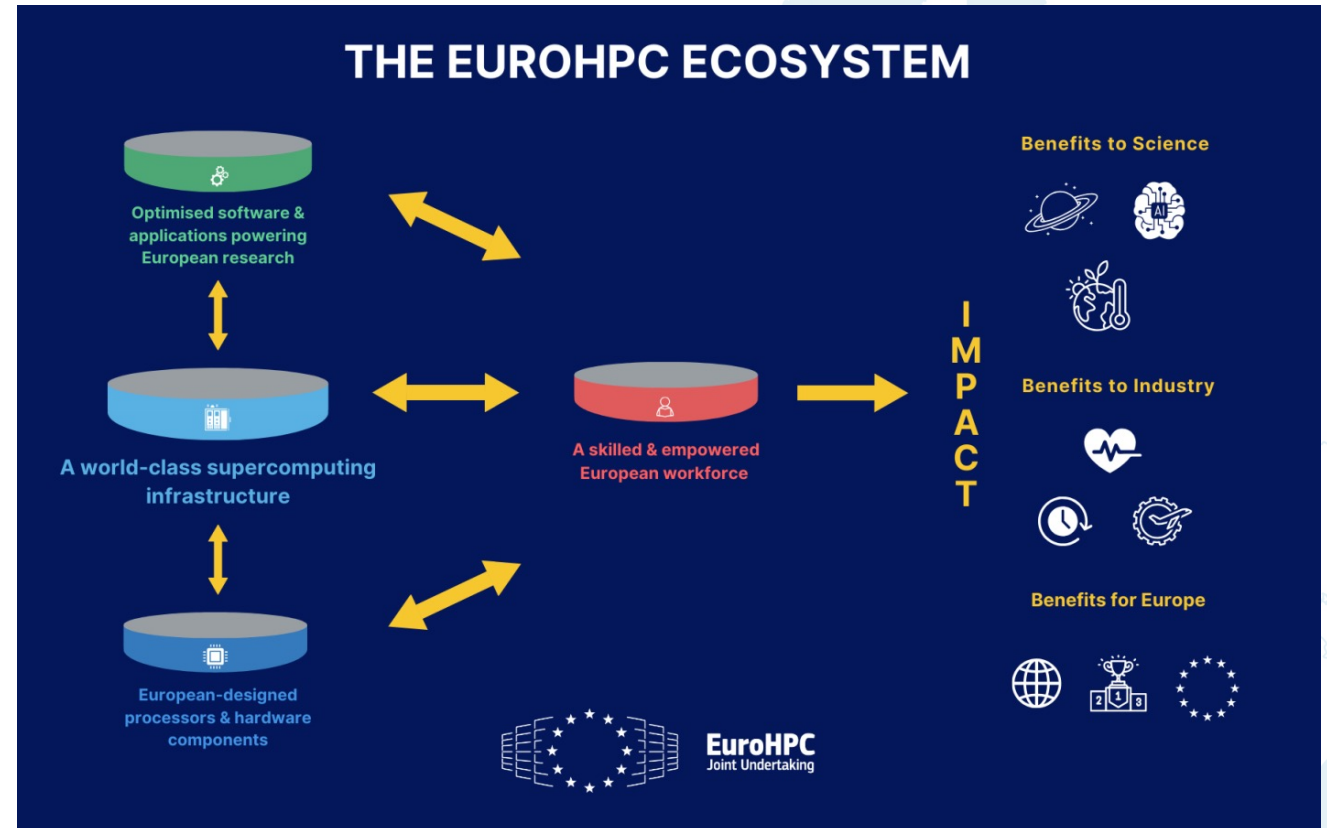 THE EUROHPC ECOSYSTEM
Optimised software &
applications powering
European research
A world-class supercomputing
infrastructure
European-designed
processors & hardware
components
A skilled & empowered
European workforce
IMPACT
Benefits to Science
AI
Benefits to Industry
Benefits for Europe
2 1 3
EuroHPC
Joint Undertaking